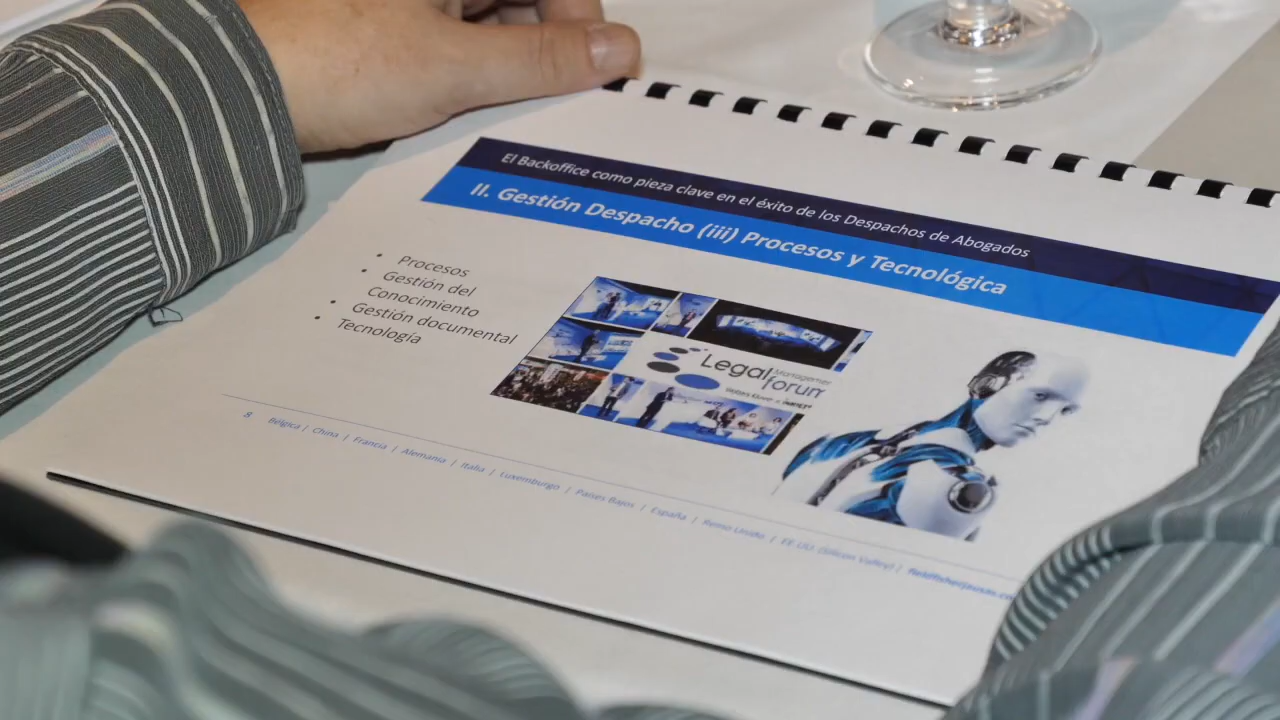 El Backoffice como pieza clave en el éxito de los Despachos de Abogados
II. Gestión Despacho (iii) Procesos y Tecnológica
• Procesos
• Gestión del
Conocimiento
• Gestión documental
• Tecnología
Legal
Management
forum
8
Bélgica / China / Francia / Alemania / Italia / Luxemburgo / Países Bajos / España / Reino Unido / EE.UU. (Silicon Valley) /